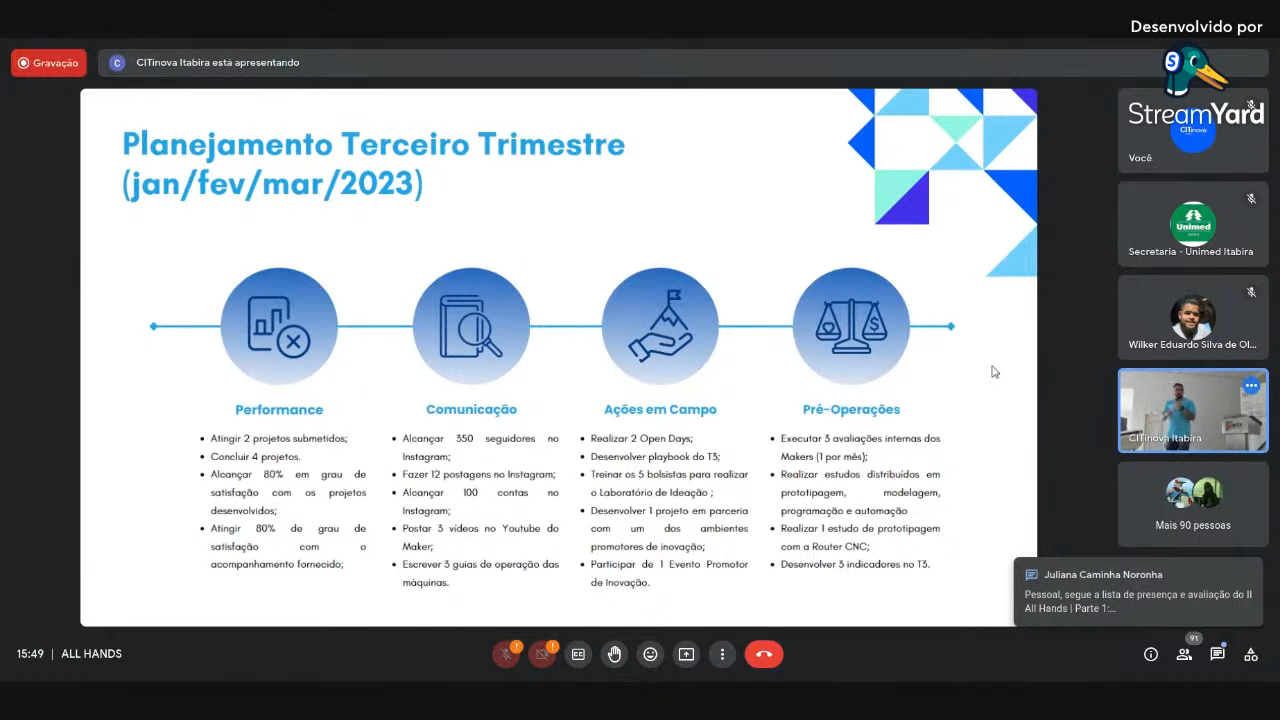 Desenvolvido por
Gravação
C
CITinova Itabira está apresentando
S
StreamYard
CITinova
Você
Planejamento Terceiro Trimestre
(jan/fev/mar/2023)
Unimed
Secretaria - Unimed Itabira
Wilker Eduardo Silva de Ol...
CITinova Itabira
Mais 90 pessoas
Performance
• Atingir 2 projetos submetidos;
• Concluir 4 projetos.
• Alcançar 80% em grau de
satisfação com os projetos
desenvolvidos;
• Atingir 80% de grau de
satisfação com o
acompanhamento fornecido;
Comunicação
• Alcançar 350 seguidores no
Instagram;
• Fazer 12 postagens no Instagram;
• Alcançar 100 contas no
Instagram;
• Postar 3 vídeos no Youtube do
Maker;
• Escrever 3 guias de operação das
máquinas.
Ações em Campo
• Realizar 2 Open Days;
• Desenvolver playbook do T3;
• Treinar os 5 bolsistas para realizar
o Laboratório de Ideação ;
• Desenvolver 1 projeto em parceria
com um dos ambientes
promotores de inovação;
• Participar de 1 Evento Promotor
de Inovação.
Pré-Operações
• Executar 3 avaliações internas dos
Makers (1 por mês);
• Realizar estudos distribuídos em
prototipagem, modelagem,
programação e automação
• Realizar 1 estudo de prototipagem
com a Router CNC;
• Desenvolver 3 indicadores no T3.
Juliana Caminha Noronha
Pessoal, segue a lista de presença e avaliação do II
All Hands | Parte 1:...
15:49 | ALL HANDS
91